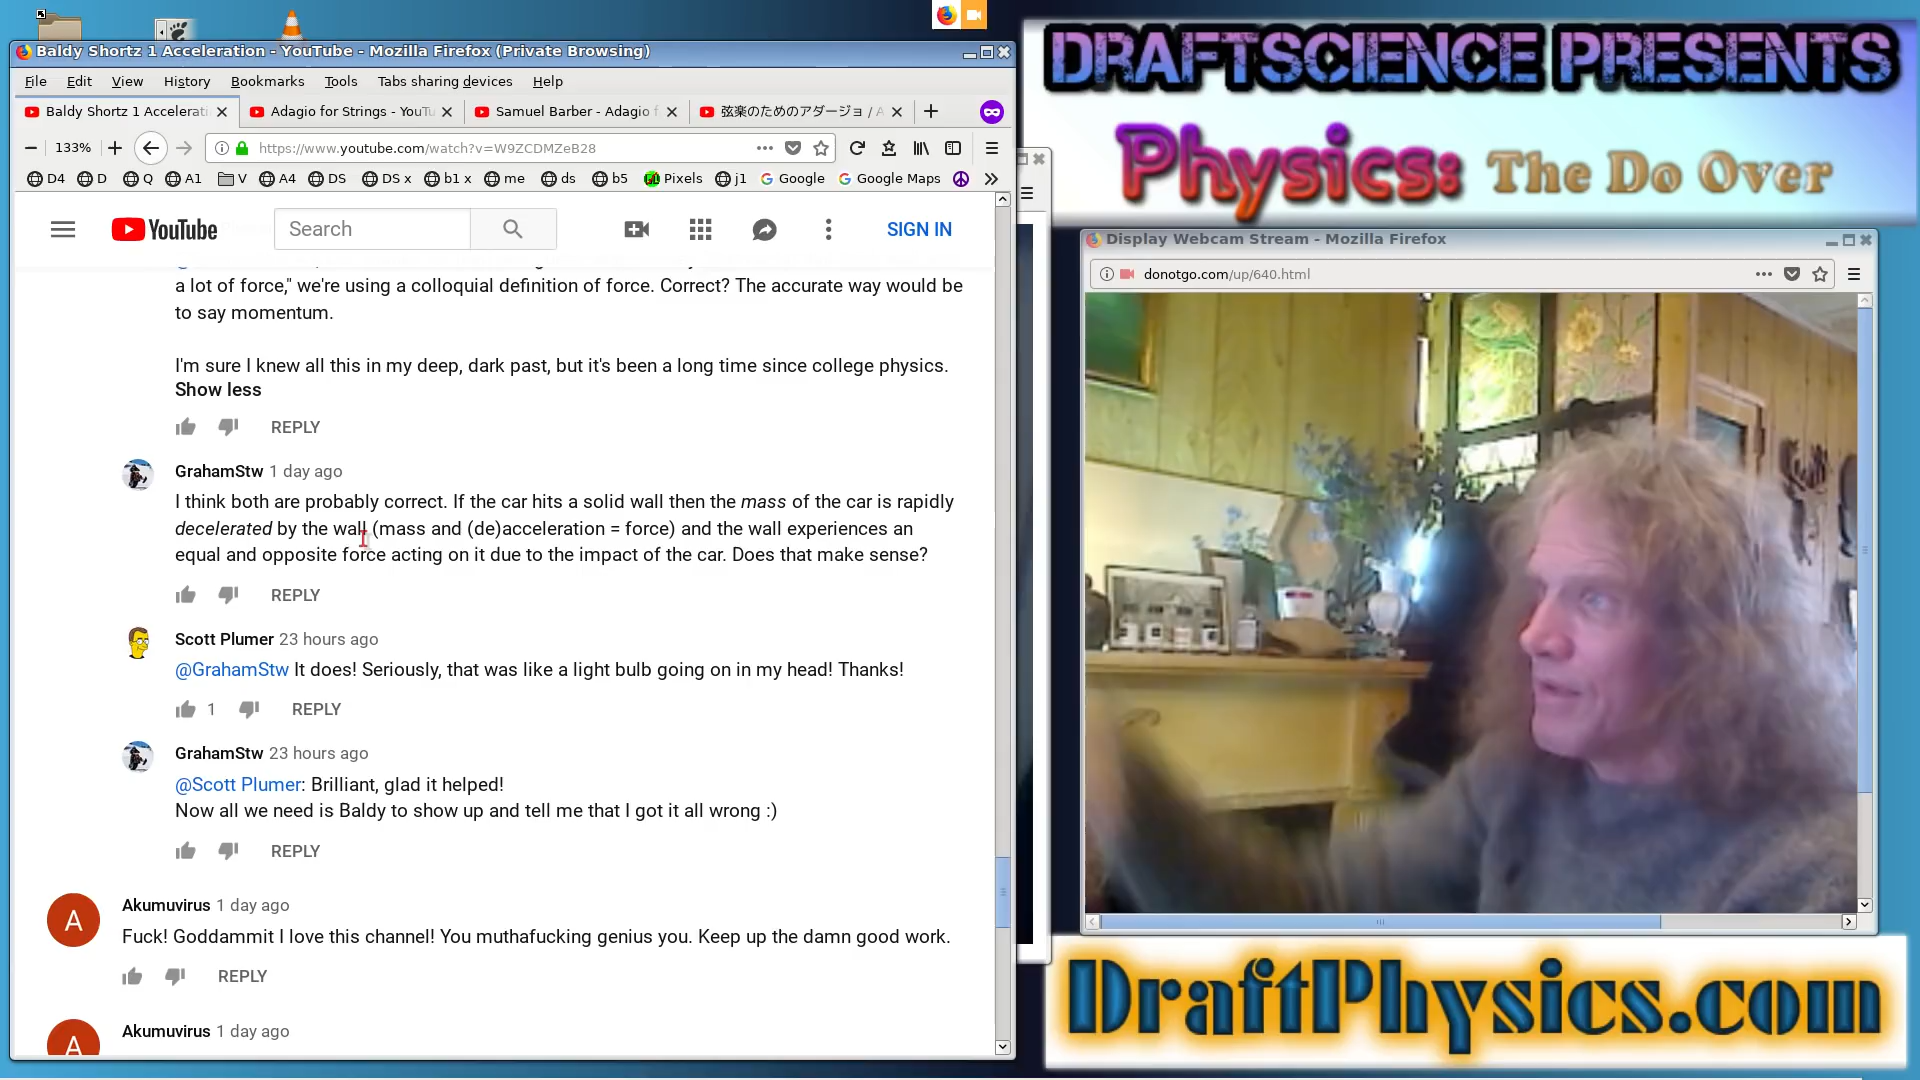 Baldy Shortz 1 Acceleration - YouTube - Mozilla Firefox (Private Browsing)
File Edit View History Bookmarks Tools Tabs sharing devices Help
Baldy Shortz 1 Accelerati
Adagio for Strings - YouTu
Samuel Barber - Adagio f
弦楽のためのアダージョ / A
133%
https://www.youtube.com/watch?v=W9ZCDMZeB28
D4 D Q A1 V A4 DS DS x b1 x me ds b5 Pixels j1 Google Google Maps
YouTube
Search
SIGN IN
a lot of force," we're using a colloquial definition of force. Correct? The accurate way would be
to say momentum.
I'm sure I knew all this in my deep, dark past, but it's been a long time since college physics.
Show less
REPLY
GrahamStw 1 day ago
I think both are probably correct. If the car hits a solid wall then the mass of the car is rapidly
decelerated by the wall (mass and (de)acceleration = force) and the wall experiences an
equal and opposite force acting on it due to the impact of the car. Does that make sense?
REPLY
Scott Plumer 23 hours ago
@GrahamStw It does! Seriously, that was like a light bulb going on in my head! Thanks!
1 REPLY
GrahamStw 23 hours ago
@Scott Plumer: Brilliant, glad it helped!
Now all we need is Baldy to show up and tell me that I got it all wrong :)
REPLY
A
Akumuvirus 1 day ago
Fuck! Goddammit I love this channel! You muthafucking genius you. Keep up the damn good work.
REPLY
A
Akumuvirus 1 day ago
DRAFTSCIENCE PRESENTS
Physics: The Do Over
Display Webcam Stream - Mozilla Firefox
donotgo.com/up/640.html
DraftPhysics.com